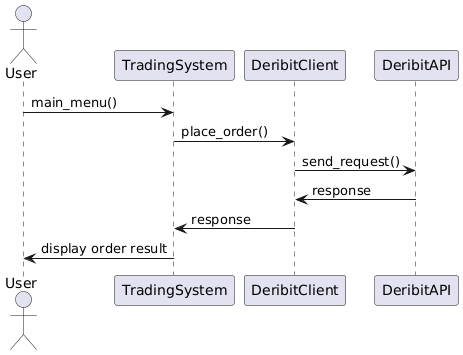 User
TradingSystem
DeribitClient
DeribitAPI
main_menu()
place_order()
send_request()
response
response
display order result
User
TradingSystem
DeribitClient
DeribitAPI